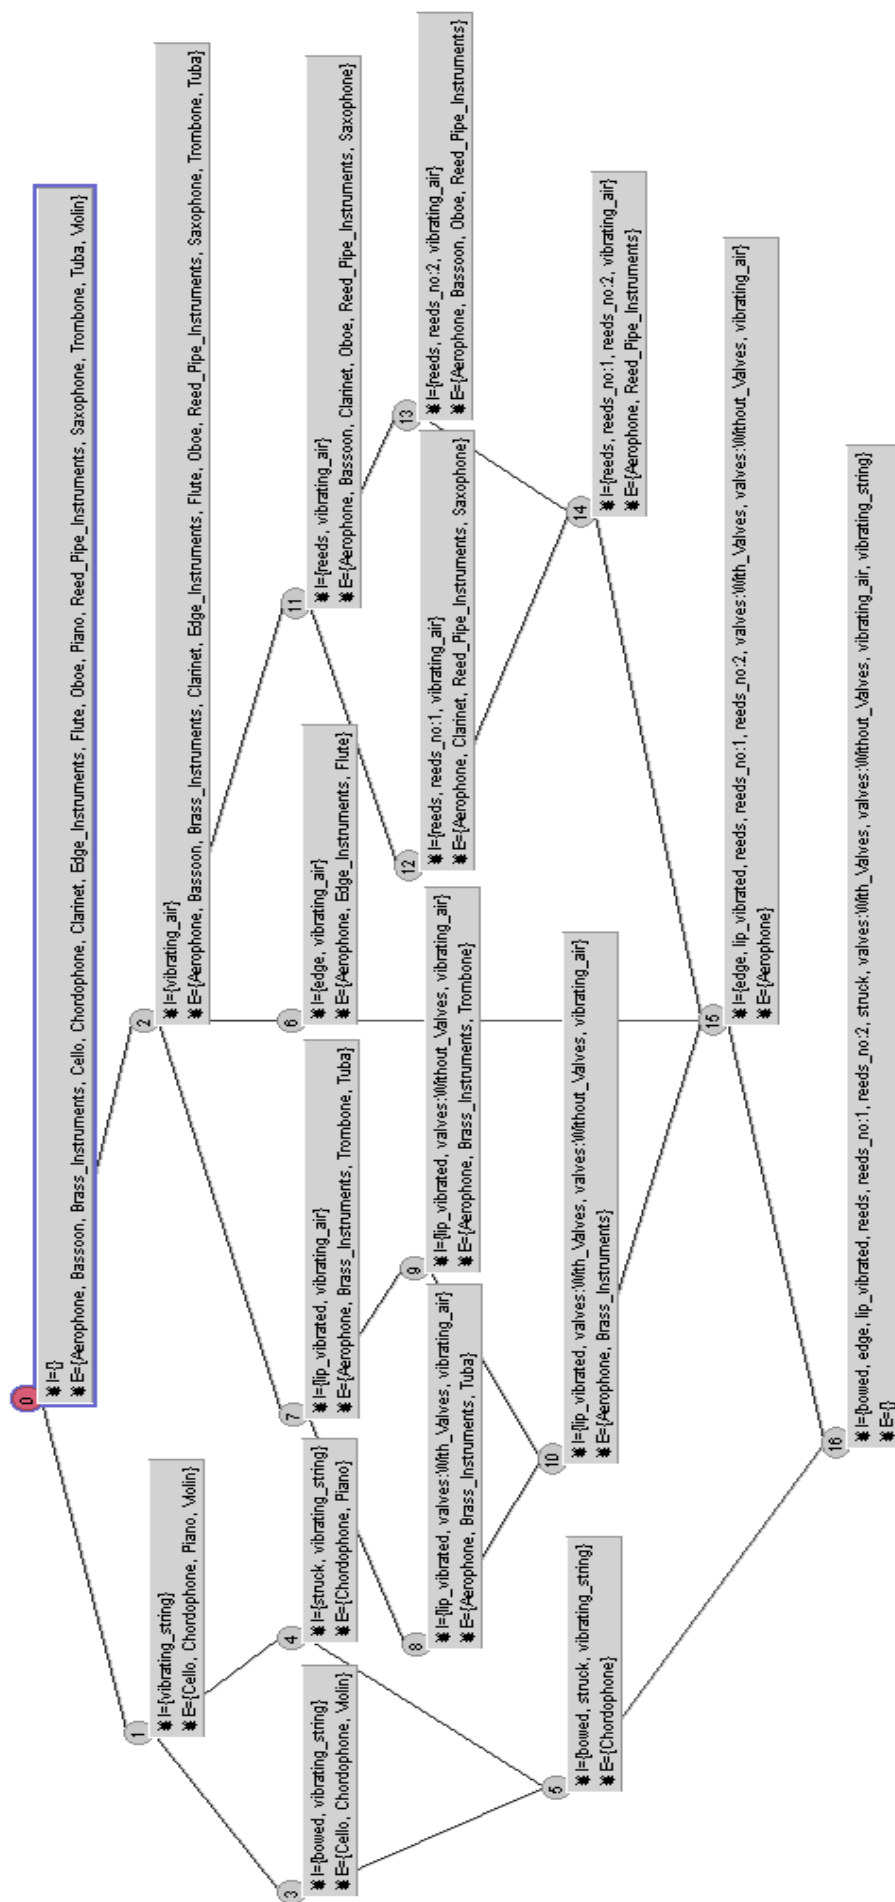 0
I={}
E={Aerophone, Bassoon, Brass_Instruments, Cello, Chordophone, Clarinet, Edge_Instruments, Flute, Oboe, Piano, Reed_Pipe_Instruments, Saxophone, Trombone, Tuba, Violin}
1
I={vibrating_string}
E={Cello, Chordophone, Piano, Violin}
2
I={vibrating_air}
E={Aerophone, Bassoon, Brass_Instruments, Clarinet, Edge_Instruments, Flute, Oboe, Reed_Pipe_Instruments, Saxophone, Trombone, Tuba}
3
I={bowed, vibrating_string}
E={Cello, Chordophone, Violin}
4
I={struck, vibrating_string}
E={Chordophone, Piano}
7
I={lip_vibrated, vibrating_air}
E={Aerophone, Brass_Instruments, Trombone, Tuba}
6
I={edge, vibrating_air}
E={Aerophone, Edge_Instruments, Flute}
11
I={reeds, vibrating_air}
E={Aerophone, Bassoon, Clarinet, Oboe, Reed_Pipe_Instruments, Saxophone}
8
I={lip_vibrated, valves:With_Valves, vibrating_air}
E={Aerophone, Brass_Instruments, Tuba}
9
I={lip_vibrated, valves:Without_Valves, vibrating_air}
E={Aerophone, Brass_Instruments, Trombone}
12
I={reeds, reeds_no:1, vibrating_air}
E={Aerophone, Clarinet, Reed_Pipe_Instruments, Saxophone}
13
I={reeds, reeds_no:2, vibrating_air}
E={Aerophone, Bassoon, Oboe, Reed_Pipe_Instruments}
5
I={bowed, struck, vibrating_string}
E={Chordophone}
10
I={lip_vibrated, valves:With_Valves, valves:Without_Valves, vibrating_air}
E={Aerophone, Brass_Instruments}
14
I={reeds, reeds_no:1, reeds_no:2, vibrating_air}
E={Aerophone, Reed_Pipe_Instruments}
15
I={edge, lip_vibrated, reeds, reeds_no:1, reeds_no:2, valves:With_Valves, valves:Without_Valves, vibrating_air}
E={Aerophone}
16
I={bowed, edge, lip_vibrated, reeds, reeds_no:1, reeds_no:2, struck, valves:With_Valves, valves:Without_Valves, vibrating_air, vibrating_string}
E={}